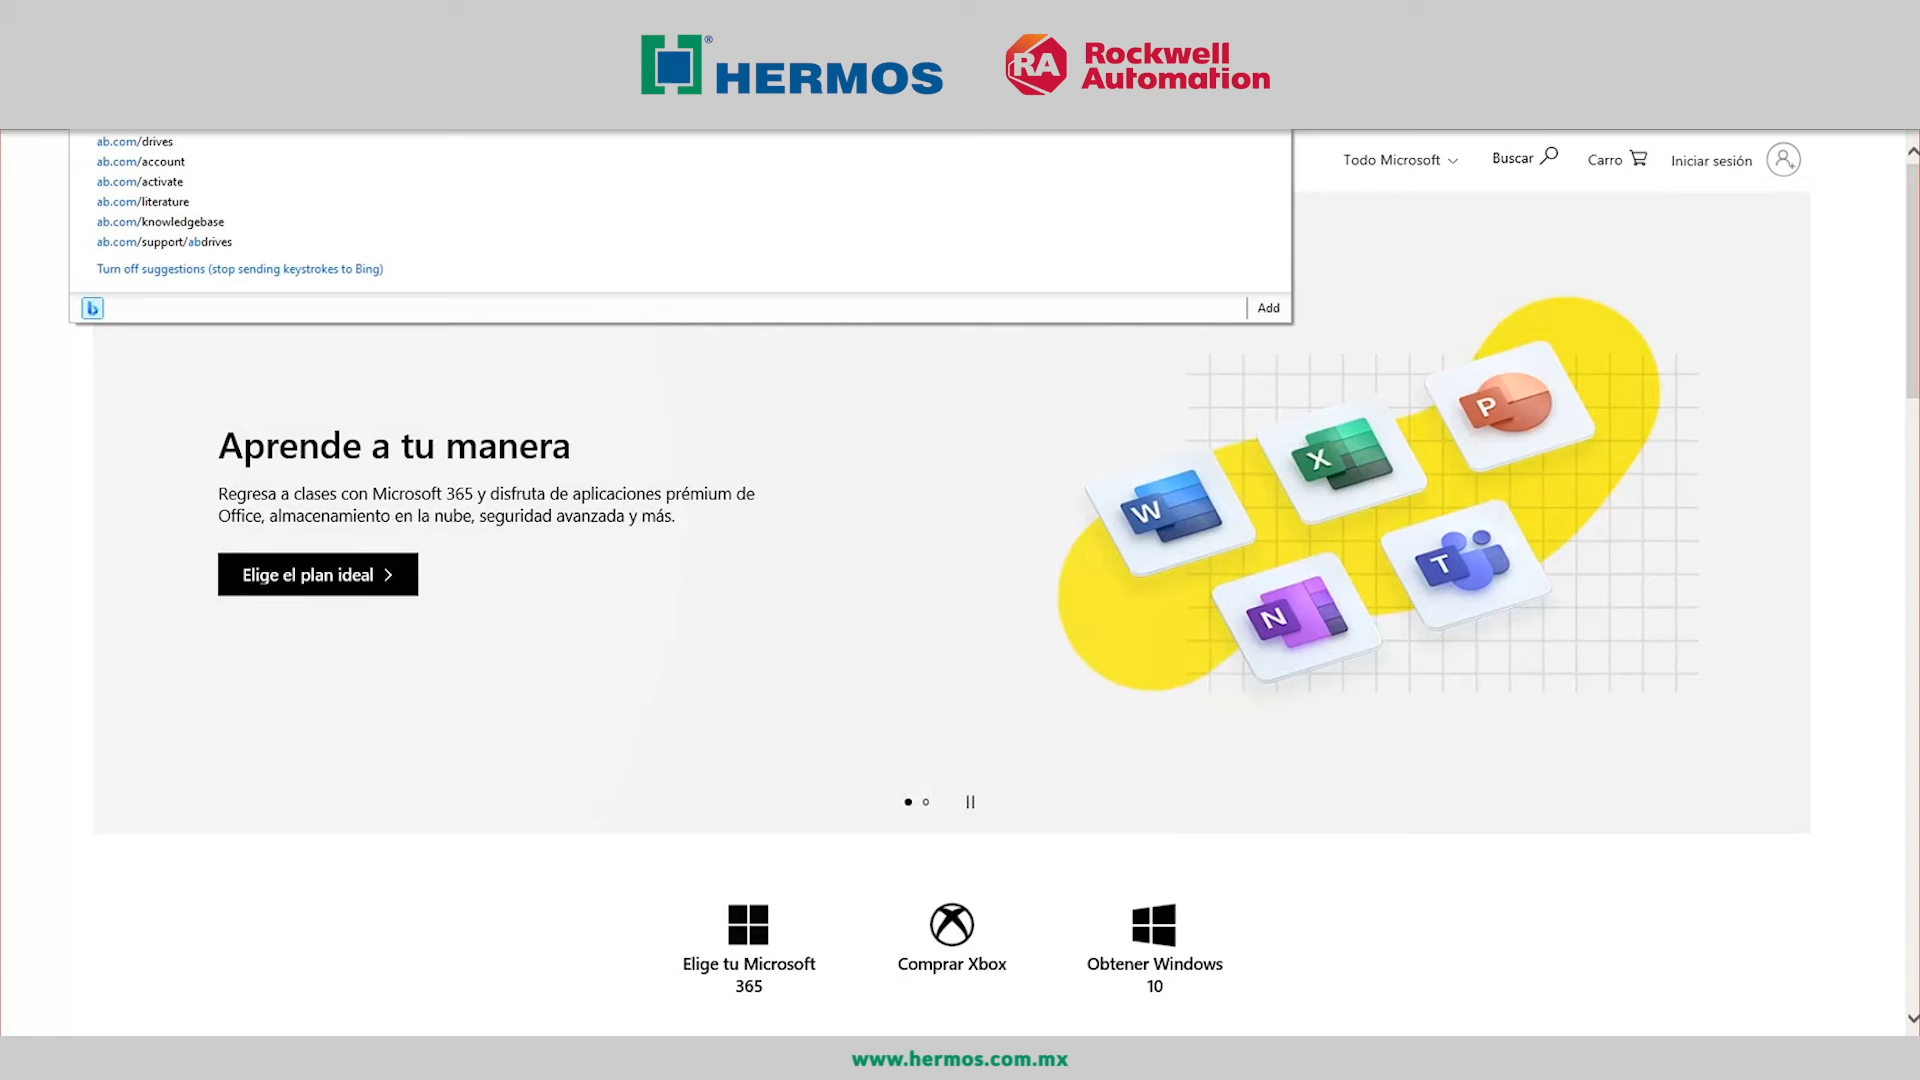 HERMOS®
RA Rockwell
Automation
ab.com/drives
ab.com/account
ab.com/activate
ab.com/literature
ab.com/knowledgebase
ab.com/support/abdrives
Turn off suggestions (stop sending keystrokes to Bing)
b
Add
Todo Microsoft
Buscar
Carro
Iniciar sesión
Aprende a tu manera
Regresa a clases con Microsoft 365 y disfruta de aplicaciones prémium de
Office, almacenamiento en la nube, seguridad avanzada y más.
Elige el plan ideal
P
X
W
T
N
Elige tu Microsoft
365
Comprar Xbox
Obtener Windows
10
www.hermos.com.mx